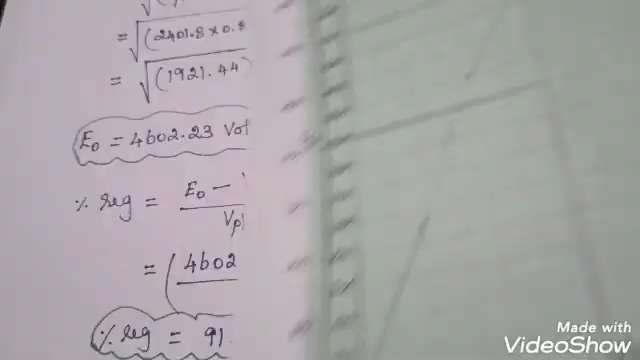 = √(2401.8 × 0.8
= √(1921.44
E₀ = 4602.23 Vol
% reg = E₀ -
Vp
= (4602
% reg = 91
Made with
VideoShow